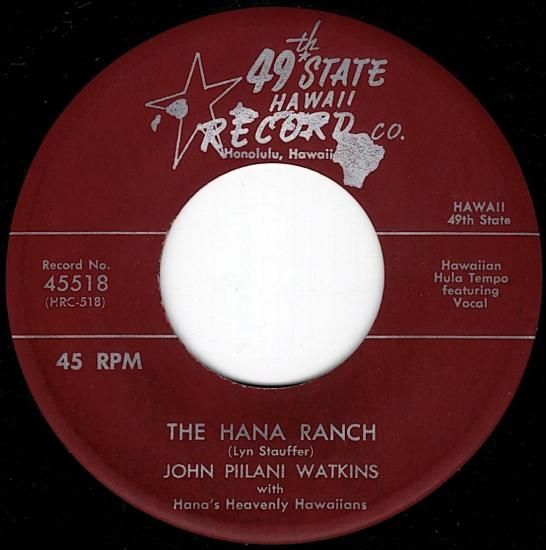 49th STATE
HAWAII
RECORD CO.
Honolulu, Hawaii
HAWAII
49th State
Record No.
45518
(HRC-518)
Hawaiian
Hula Tempo
featuring
Vocal
45 RPM
THE HANA RANCH
(Lyn Stauffer)
JOHN PIILANI WATKINS
with
Hana's Heavenly Hawaiians